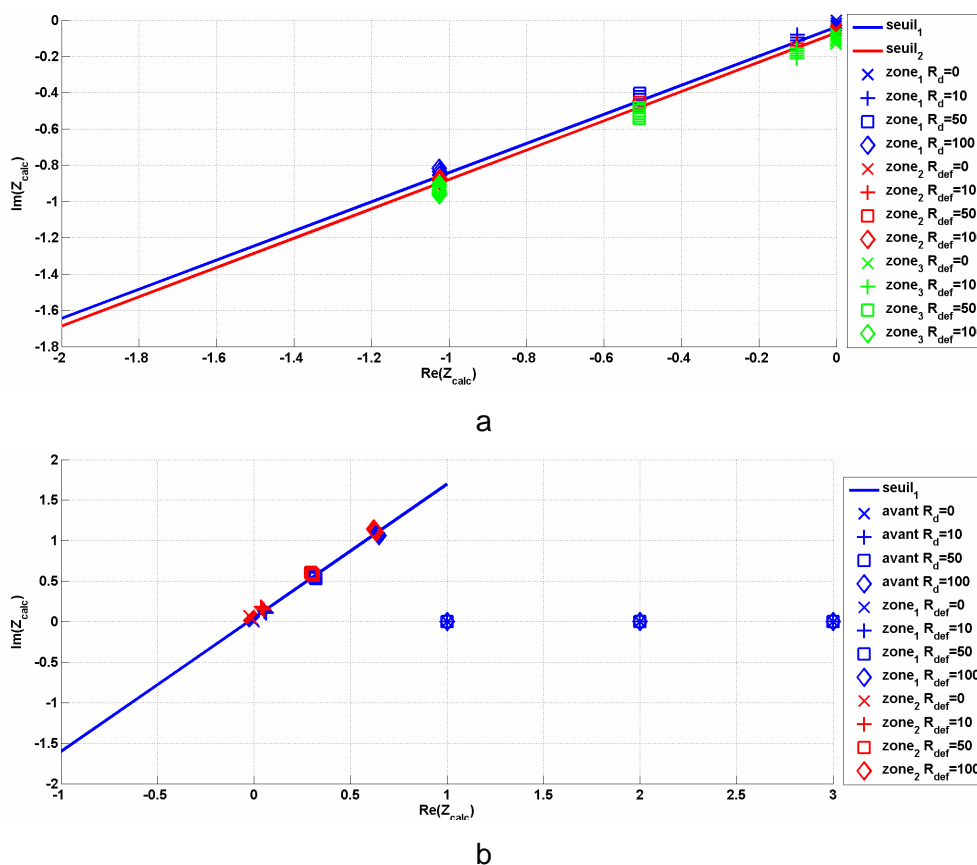 0
-0.2
-0.4
-0.6
-0.8
-1
-1.2
-1.4
-1.6
-1.8
Im(Z_calc)
-2
-1.8
-1.6
-1.4
-1.2
-1
-0.8
-0.6
-0.4
-0.2
0
Re(Z_calc)
seuil_1
seuil_2
zone_1 R_d=0
zone_1 R_d=10
zone_1 R_d=50
zone_1 R_d=100
zone_2 R_def=0
zone_2 R_def=10
zone_2 R_def=50
zone_2 R_def=10
zone_3 R_def=0
zone_3 R_def=10
zone_3 R_def=50
zone_3 R_def=10
a
2
1.5
1
0.5
0
-0.5
-1
-1.5
-2
Im(Z_calc)
-1
-0.5
0
0.5
1
1.5
2
2.5
3
Re(Z_calc)
seuil_1
avant R_d=0
avant R_d=10
avant R_d=50
avant R_d=100
zone_1 R_def=0
zone_1 R_def=10
zone_1 R_def=50
zone_1 R_def=100
zone_2 R_def=0
zone_2 R_def=10
zone_2 R_def=50
zone_2 R_def=100
b